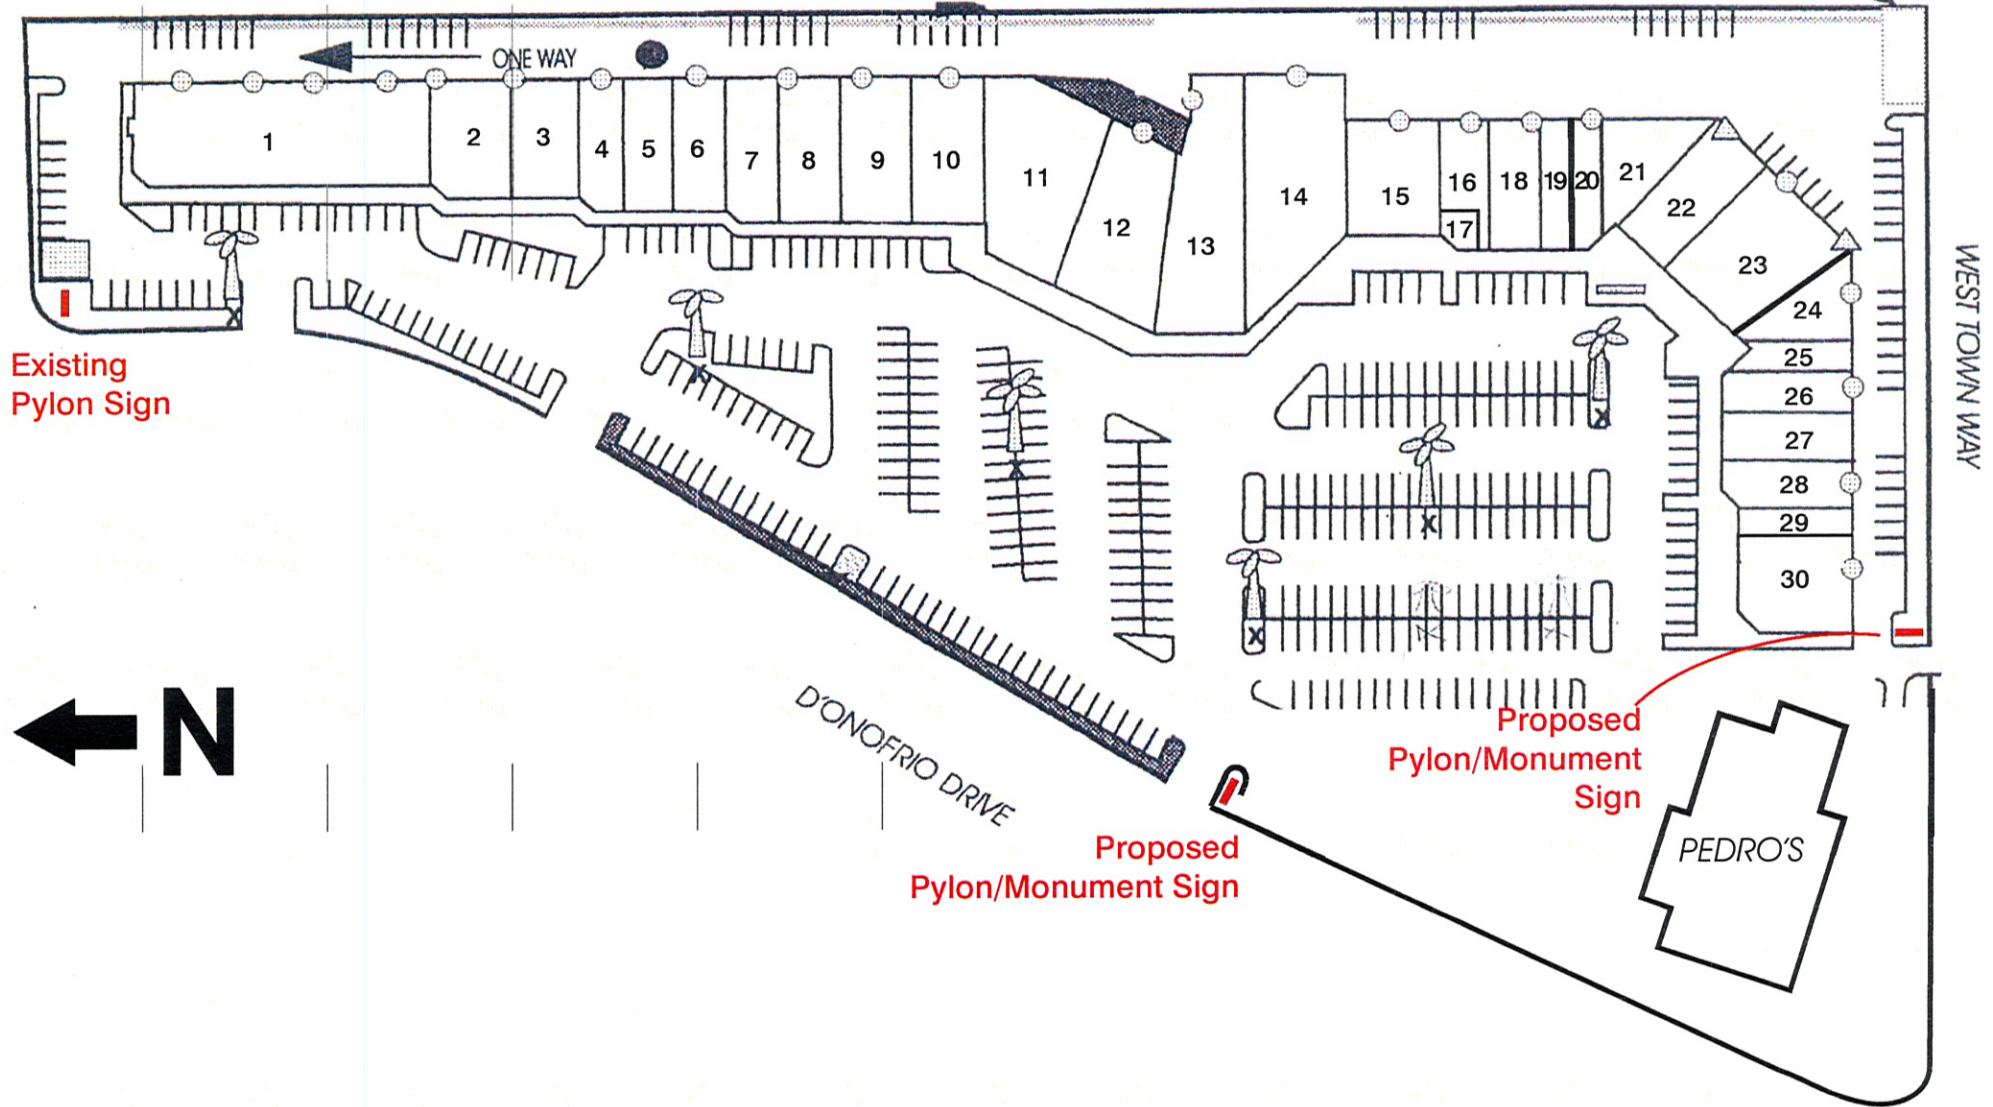 ONE WAY
1
2
3
4
5
6
7
8
9
10
11
12
13
14
15
16
17
18
19
20
21
22
23
24
25
26
27
28
29
30
WEST TOWN WAY
Existing
Pylon Sign
X
X
X
X
X
X
N
D'ONOFRIO DRIVE
Proposed
Pylon/Monument
Sign
Proposed
Pylon/Monument Sign
PEDRO'S